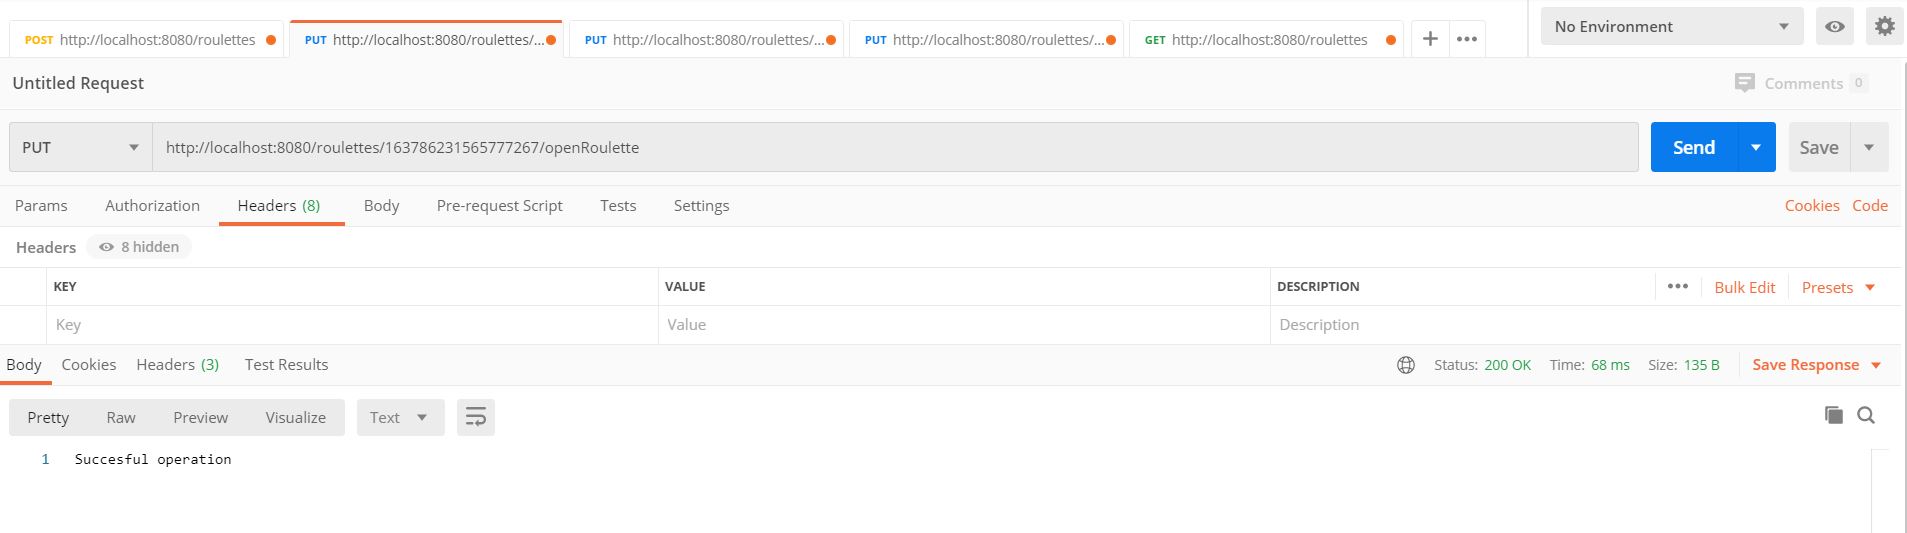 POST http://localhost:8080/roulettes PUT http://localhost:8080/roulettes/... PUT http://localhost:8080/roulettes/... PUT http://localhost:8080/roulettes/... GET http://localhost:8080/roulettes + ••• No Environment
Untitled Request Comments 0
PUT http://localhost:8080/roulettes/163786231565777267/openRoulette Send Save
Params Authorization Headers (8) Body Pre-request Script Tests Settings Cookies Code
Headers 8 hidden
KEY VALUE DESCRIPTION ••• Bulk Edit Presets
Key Value Description
Body Cookies Headers (3) Test Results Status: 200 OK Time: 68 ms Size: 135 B Save Response
Pretty Raw Preview Visualize Text
1 Succesful operation